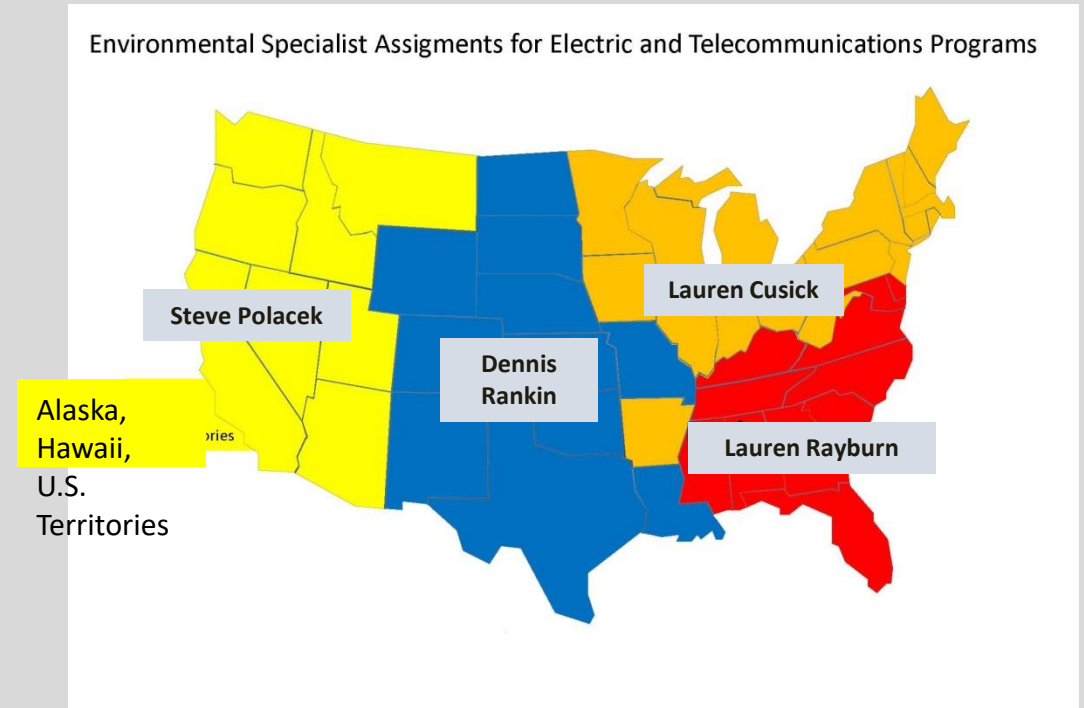 Environmental Specialist Assigments for Electric and Telecommunications Programs
Lauren Cusick
Steve Polacek
Dennis
Rankin
Alaska,
Hawaii,
U.S.
Territories
ories
Lauren Rayburn